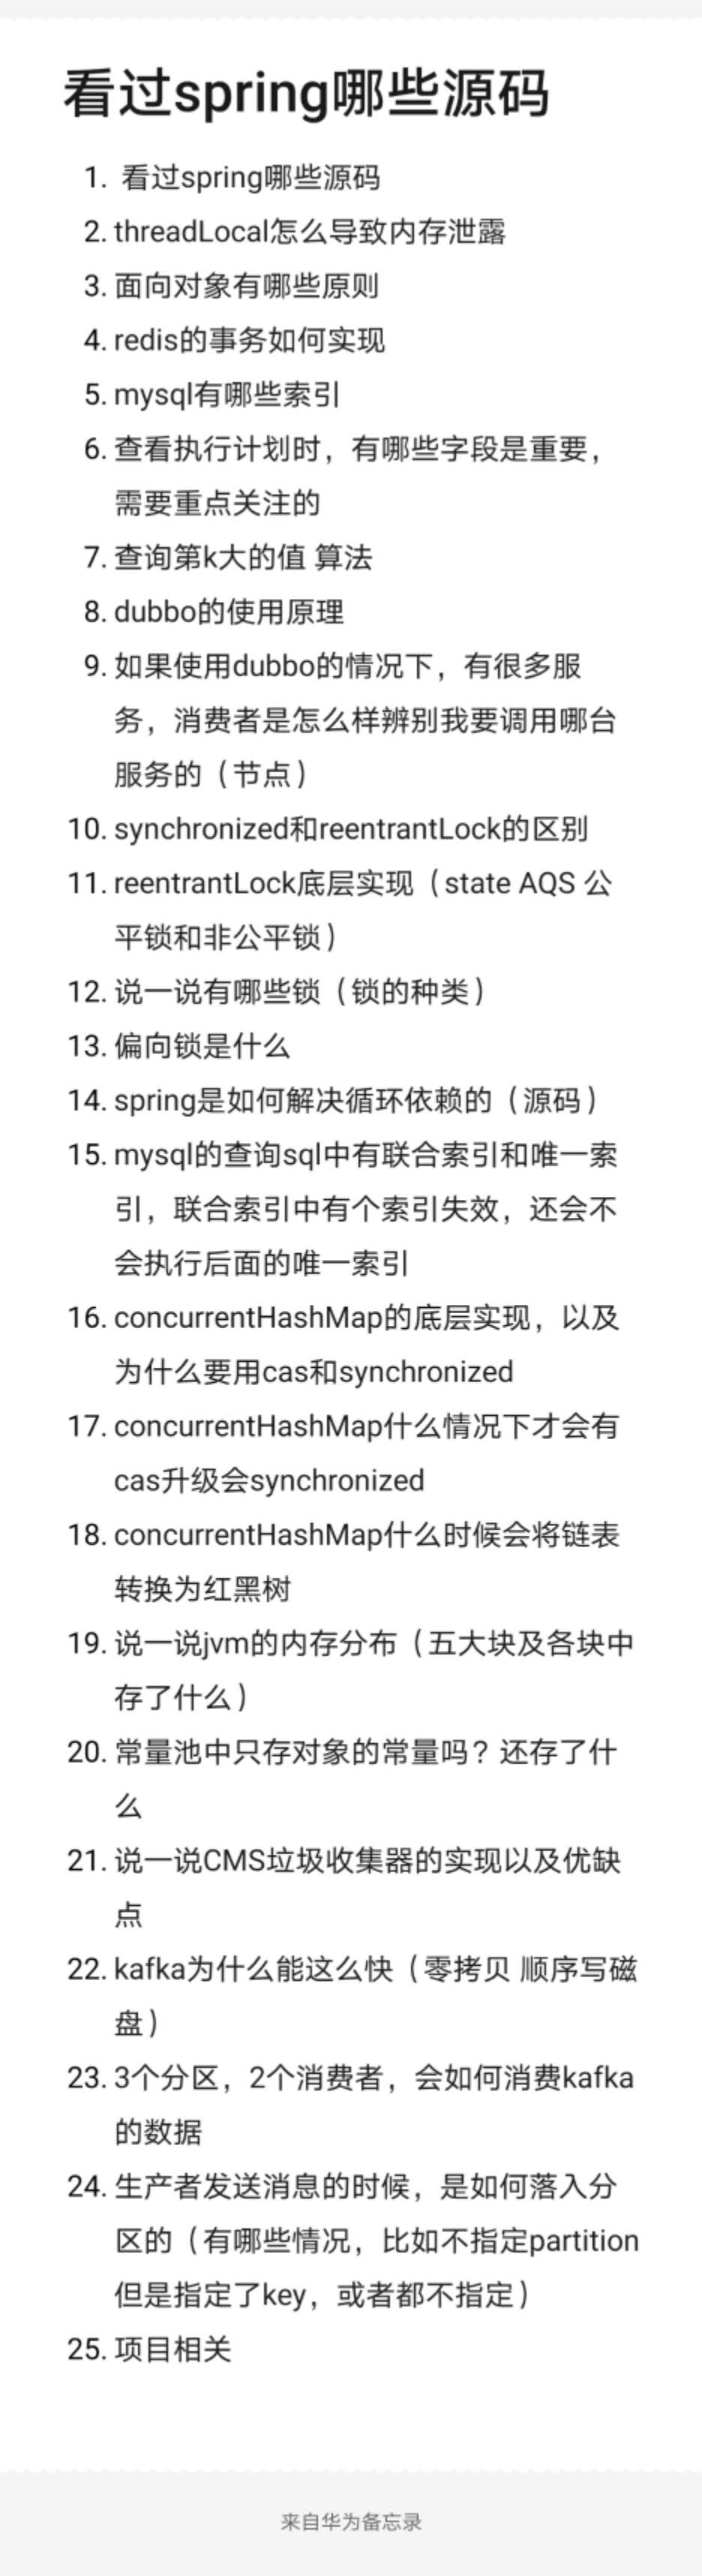 看过spring哪些源码
1. 看过spring哪些源码
2. threadLocal怎么导致内存泄露
3. 面向对象有哪些原则
4. redis的事务如何实现
5. mysql有哪些索引
6. 查看执行计划时，有哪些字段是重要，
需要重点关注的
7. 查询第k大的值 算法
8. dubbo的使用原理
9. 如果使用dubbo的情况下，有很多服
务，消费者是怎么样辨别我要调用哪台
服务的（节点）
10. synchronized和reentrantLock的区别
11. reentrantLock底层实现（state AQS 公
平锁和非公平锁）
12. 说一说有哪些锁（锁的种类）
13. 偏向锁是什么
14. spring是如何解决循环依赖的（源码）
15. mysql的查询sql中有联合索引和唯一索
引，联合索引中有个索引失效，还会不
会执行后面的唯一索引
16. concurrentHashMap的底层实现，以及
为什么要用cas和synchronized
17. concurrentHashMap什么情况下才会有
cas升级会synchronized
18. concurrentHashMap什么时候会将链表
转换为红黑树
19. 说一说jvm的内存分布（五大块及各块中
存了什么）
20. 常量池中只存对象的常量吗？还存了什
么
21. 说一说CMS垃圾收集器的实现以及优缺
点
22. kafka为什么能这么快（零拷贝 顺序写磁
盘）
23. 3个分区，2个消费者，会如何消费kafka
的数据
24. 生产者发送消息的时候，是如何落入分
区的（有哪些情况，比如不指定partition
但是指定了key，或者都不指定）
25. 项目相关
来自华为备忘录